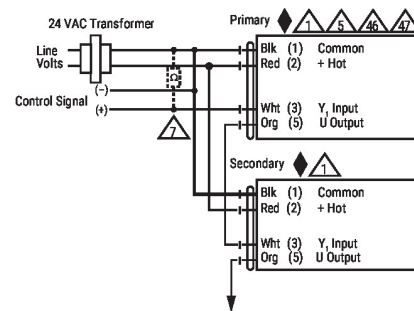 24 VAC Transformer
Primary 1 5 46 47
Line
Volts
Blk (1) Common
Red (2) + Hot
Ω
Control Signal (–)
(+)
Wht (3) Y, Input
Org (5) U Output
7
Secondary 1
Blk (1) Common
Red (2) + Hot
Wht (3) Y, Input
Org (5) U Output